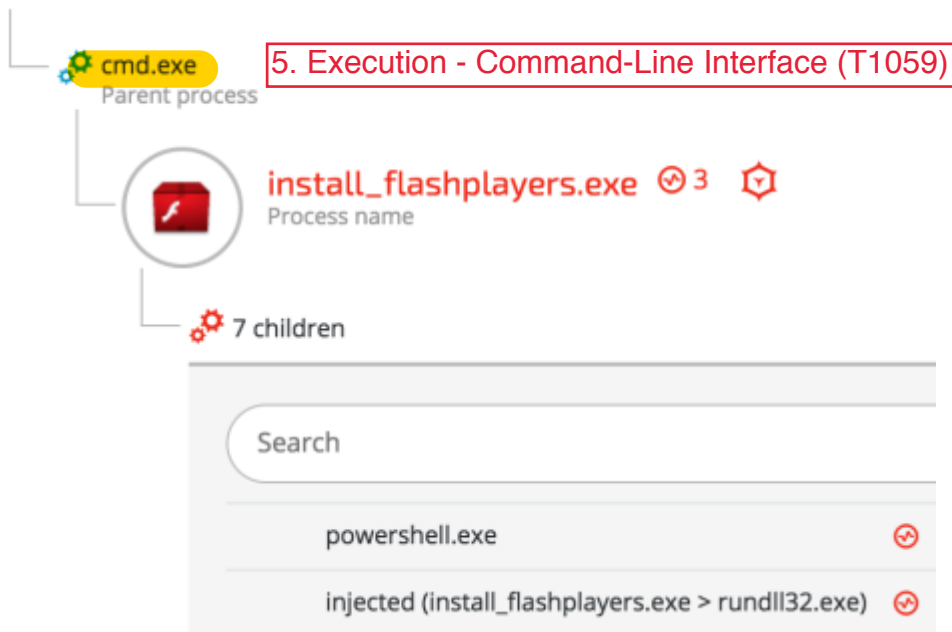 cmd.exe
5. Execution - Command-Line Interface (T1059)
Parent process
install_flashplayers.exe 3
Process name
7 children
Search
powershell.exe
injected (install_flashplayers.exe > rundll32.exe)